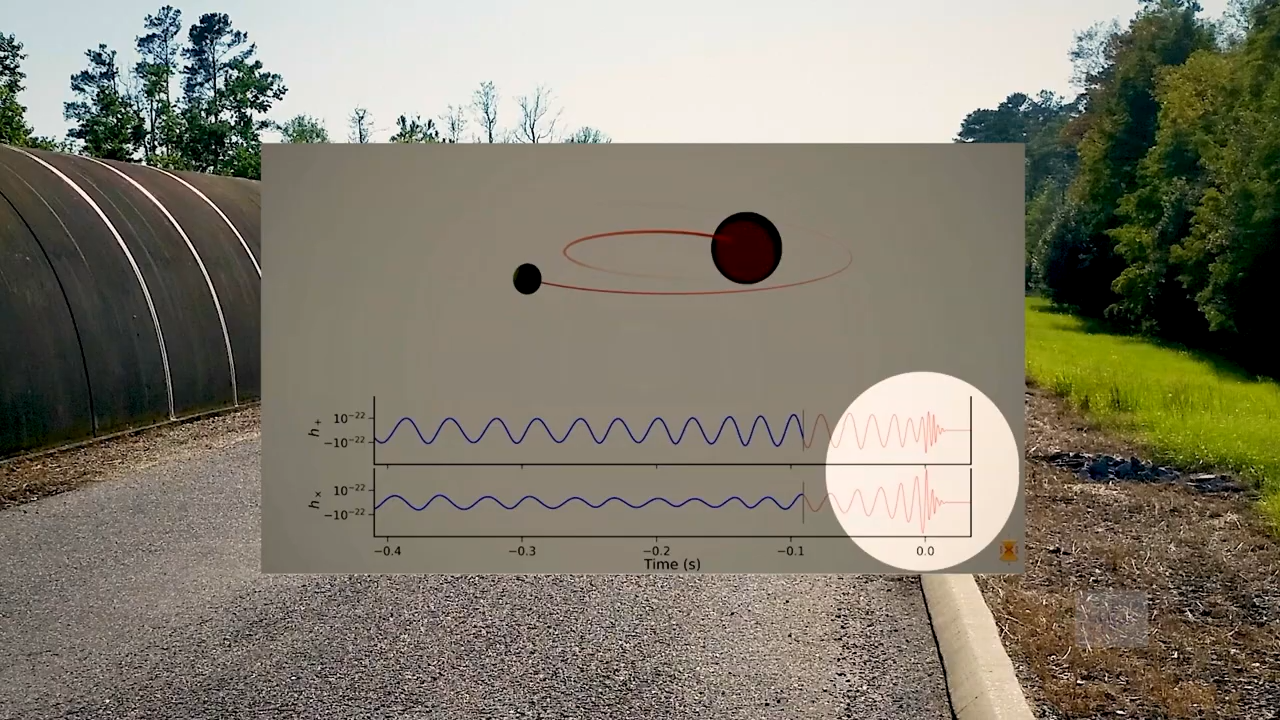 h₊
10⁻²²
−10⁻²²
hₓ
10⁻²²
−10⁻²²
−0.4 −0.3 −0.2 −0.1 0.0
Time (s)